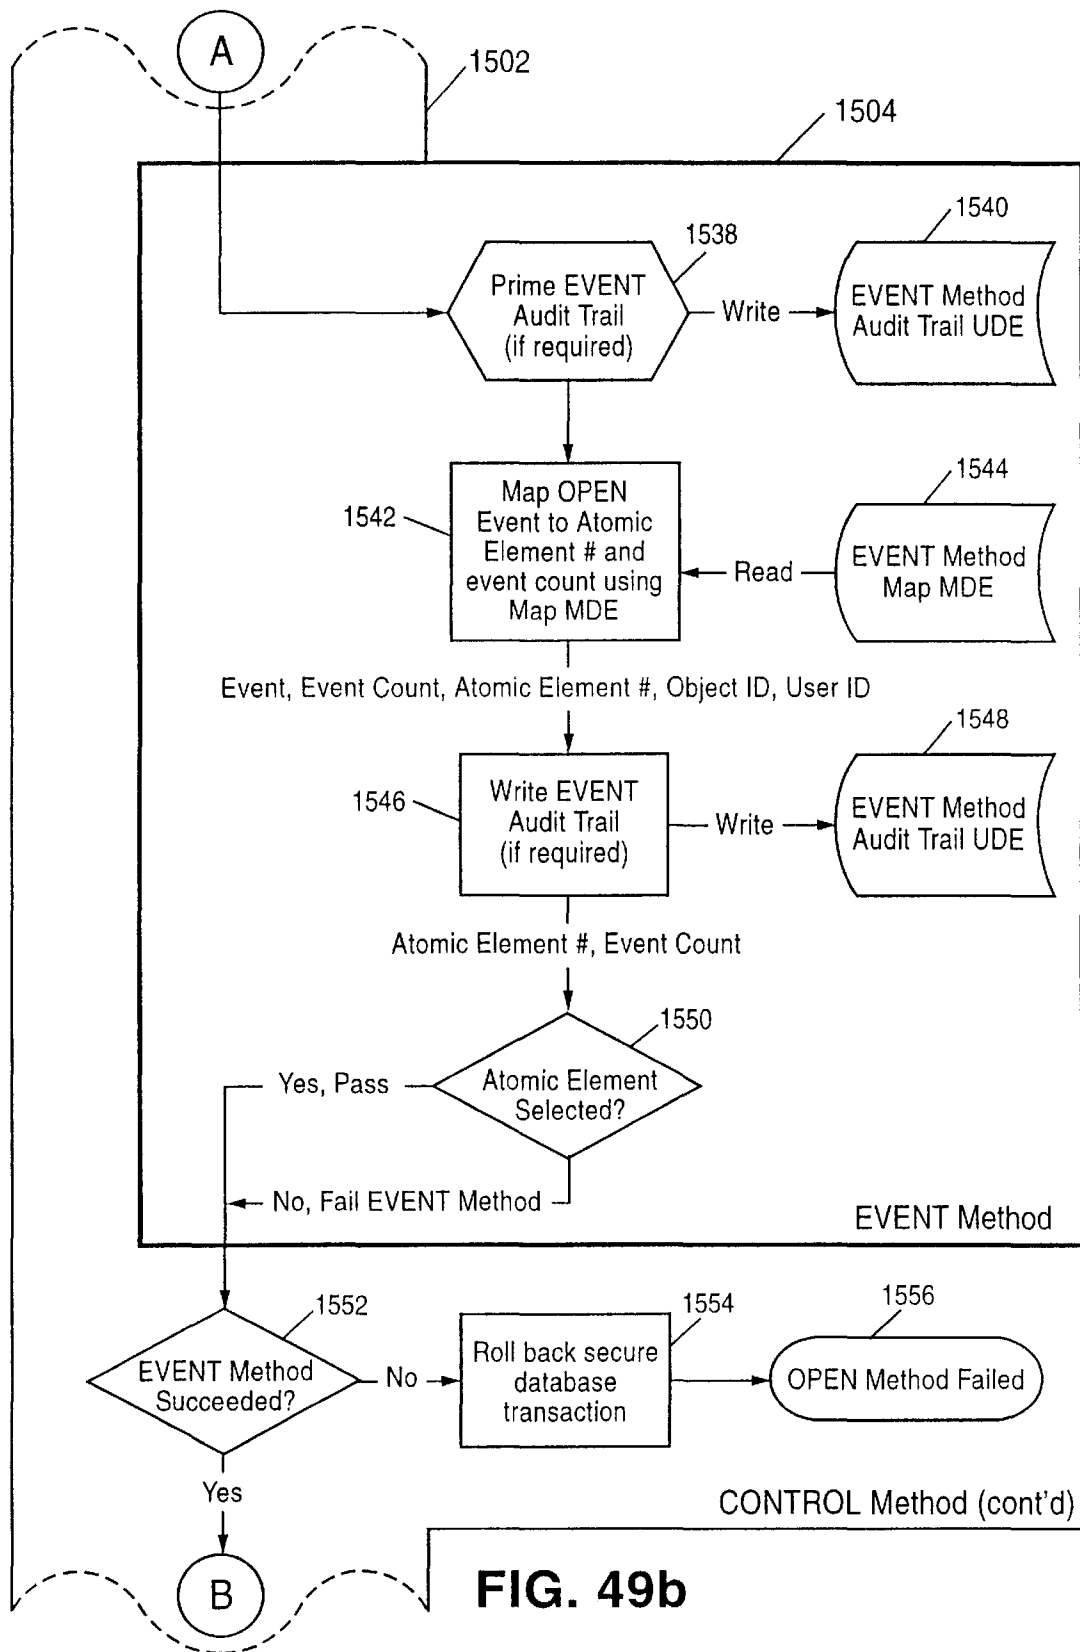 A
1502
1504
1538
1540
Prime EVENT
Audit Trail
(if required)
Write
EVENT Method
Audit Trail UDE
1542
Map OPEN
Event to Atomic
Element # and
event count using
Map MDE
Read
1544
EVENT Method
Map MDE
Event, Event Count, Atomic Element #, Object ID, User ID
1546
Write EVENT
Audit Trail
(if required)
Write
1548
EVENT Method
Audit Trail UDE
Atomic Element #, Event Count
1550
Atomic Element
Selected?
Yes, Pass
No, Fail EVENT Method
EVENT Method
1552
EVENT Method
Succeeded?
No
1554
Roll back secure
database
transaction
1556
OPEN Method Failed
Yes
CONTROL Method (cont'd)
B
FIG. 49b